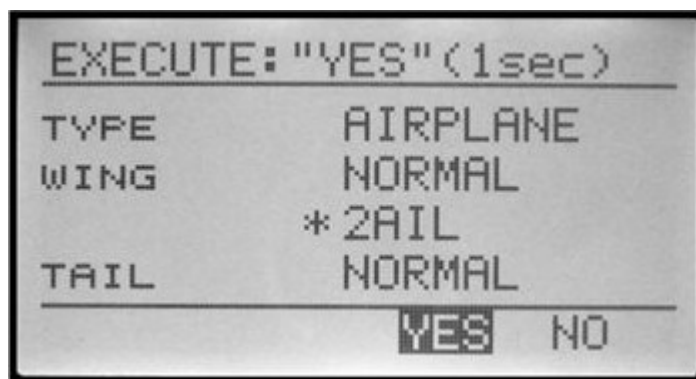 EXECUTE:"YES"(1sec)
TYPE AIRPLANE
WING NORMAL
*2AIL
TAIL NORMAL
YES NO